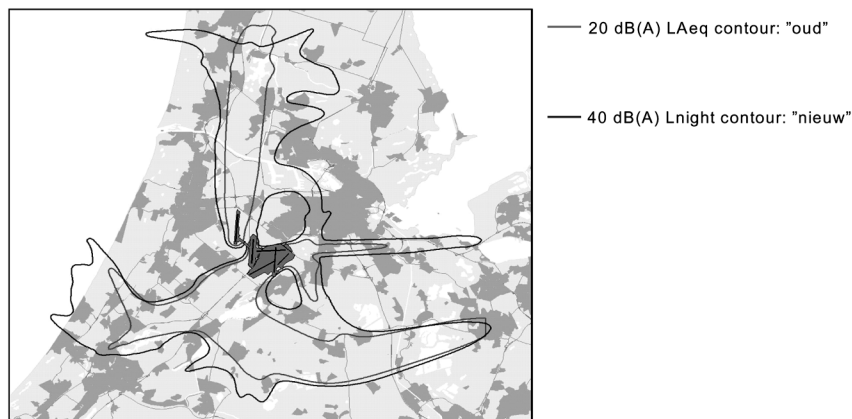 20 dB(A) LAeq contour: ”oud”
40 dB(A) Lnight contour: ”nieuw”